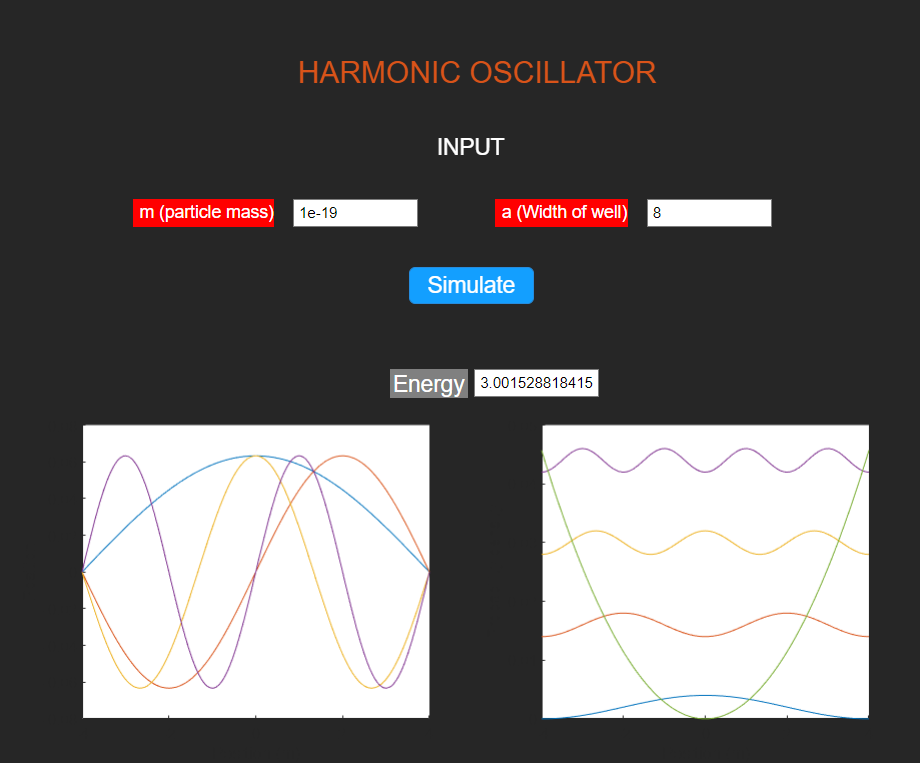 HARMONIC OSCILLATOR
INPUT
m (particle mass) 1e-19 a (Width of well) 8
Simulate
Energy 3.001528818415